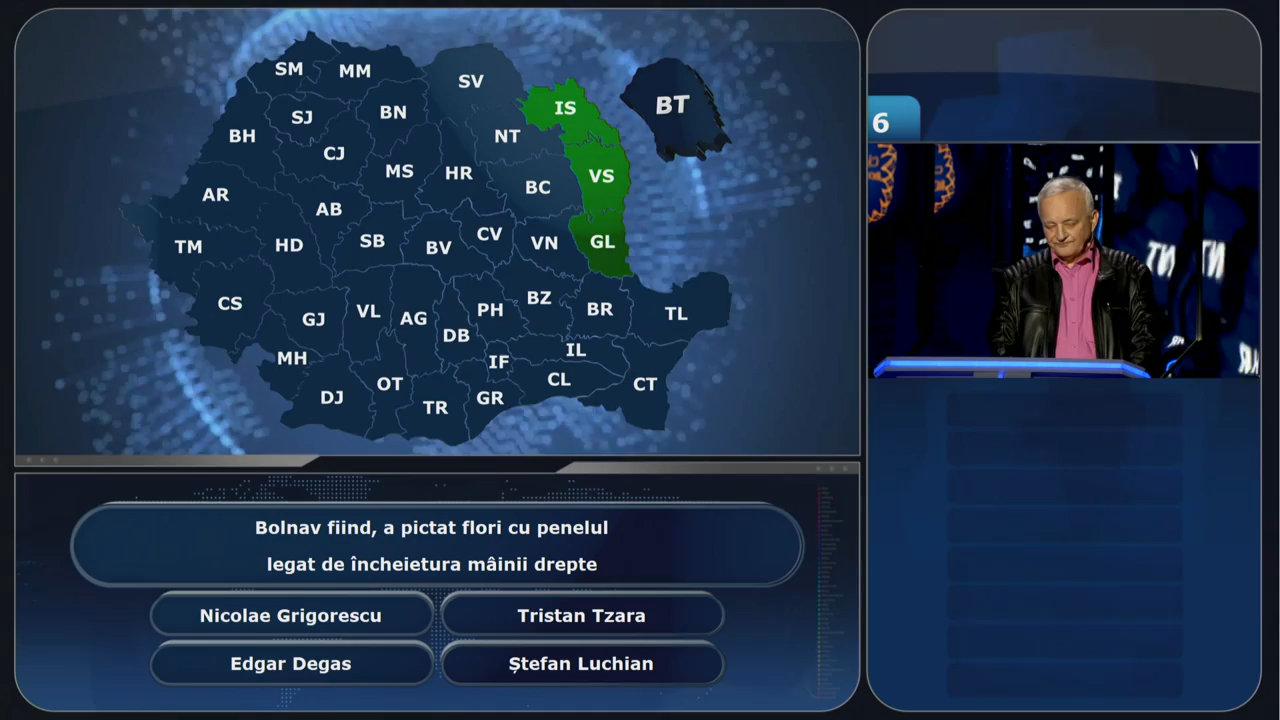 SM
MM
SV
BT
IS
BN
SJ
BH
NT
CJ
MS
HR
VS
BC
AR
AB
CV
SB
GL
VN
HD
TM
BV
BZ
CS
PH
BR
VL
TL
AG
GJ
DB
IL
MH
IF
CL
OT
CT
DJ
GR
TR
6
ТИ
ТИ
Bolnav fiind, a pictat flori cu penelul
legat de încheietura mâinii drepte
Nicolae Grigorescu
Tristan Tzara
Edgar Degas
Ștefan Luchian